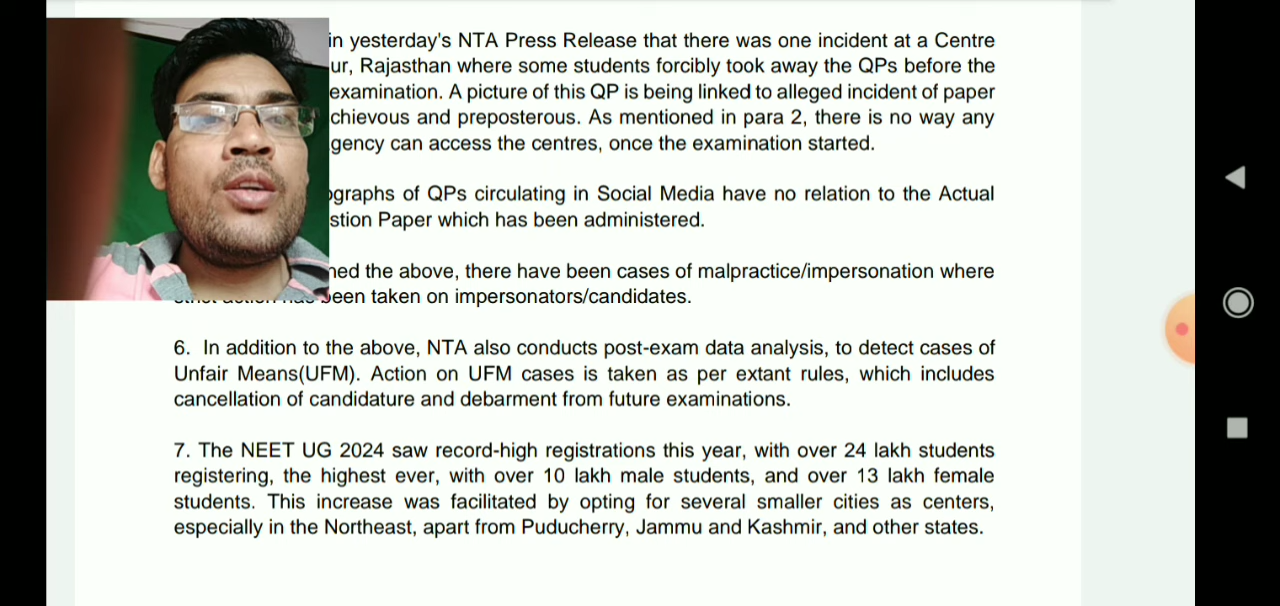 in yesterday's NTA Press Release that there was one incident at a Centre
ur, Rajasthan where some students forcibly took away the QPs before the
examination. A picture of this QP is being linked to alleged incident of paper
chievous and preposterous. As mentioned in para 2, there is no way any
gency can access the centres, once the examination started.
ographs of QPs circulating in Social Media have no relation to the Actual
stion Paper which has been administered.
ned the above, there have been cases of malpractice/impersonation where
strict action has been taken on impersonators/candidates.
6. In addition to the above, NTA also conducts post-exam data analysis, to detect cases of
Unfair Means(UFM). Action on UFM cases is taken as per extant rules, which includes
cancellation of candidature and debarment from future examinations.
7. The NEET UG 2024 saw record-high registrations this year, with over 24 lakh students
registering, the highest ever, with over 10 lakh male students, and over 13 lakh female
students. This increase was facilitated by opting for several smaller cities as centers,
especially in the Northeast, apart from Puducherry, Jammu and Kashmir, and other states.